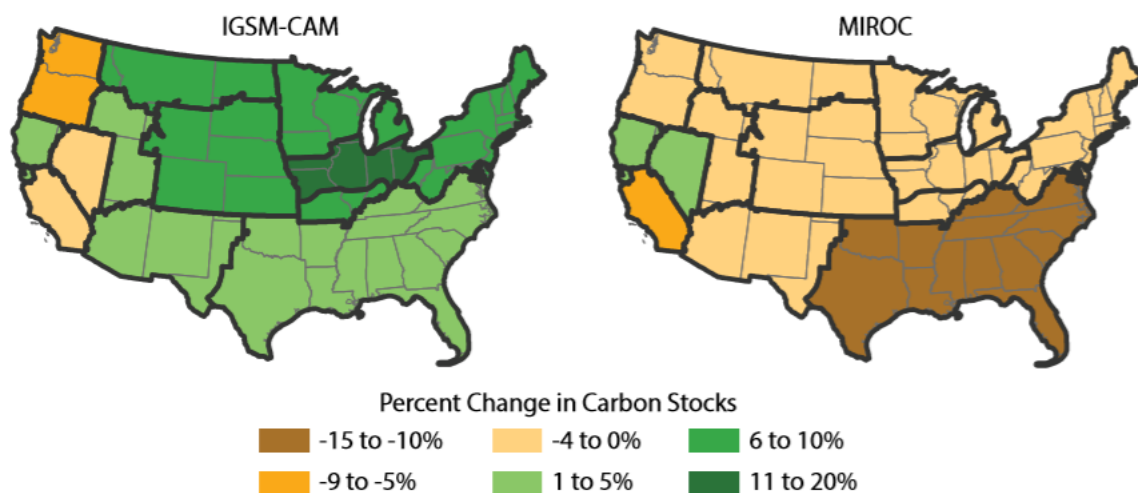 IGSM-CAM
MIROC
Percent Change in Carbon Stocks
-15 to -10%
-4 to 0%
6 to 10%
-9 to -5%
1 to 5%
11 to 20%